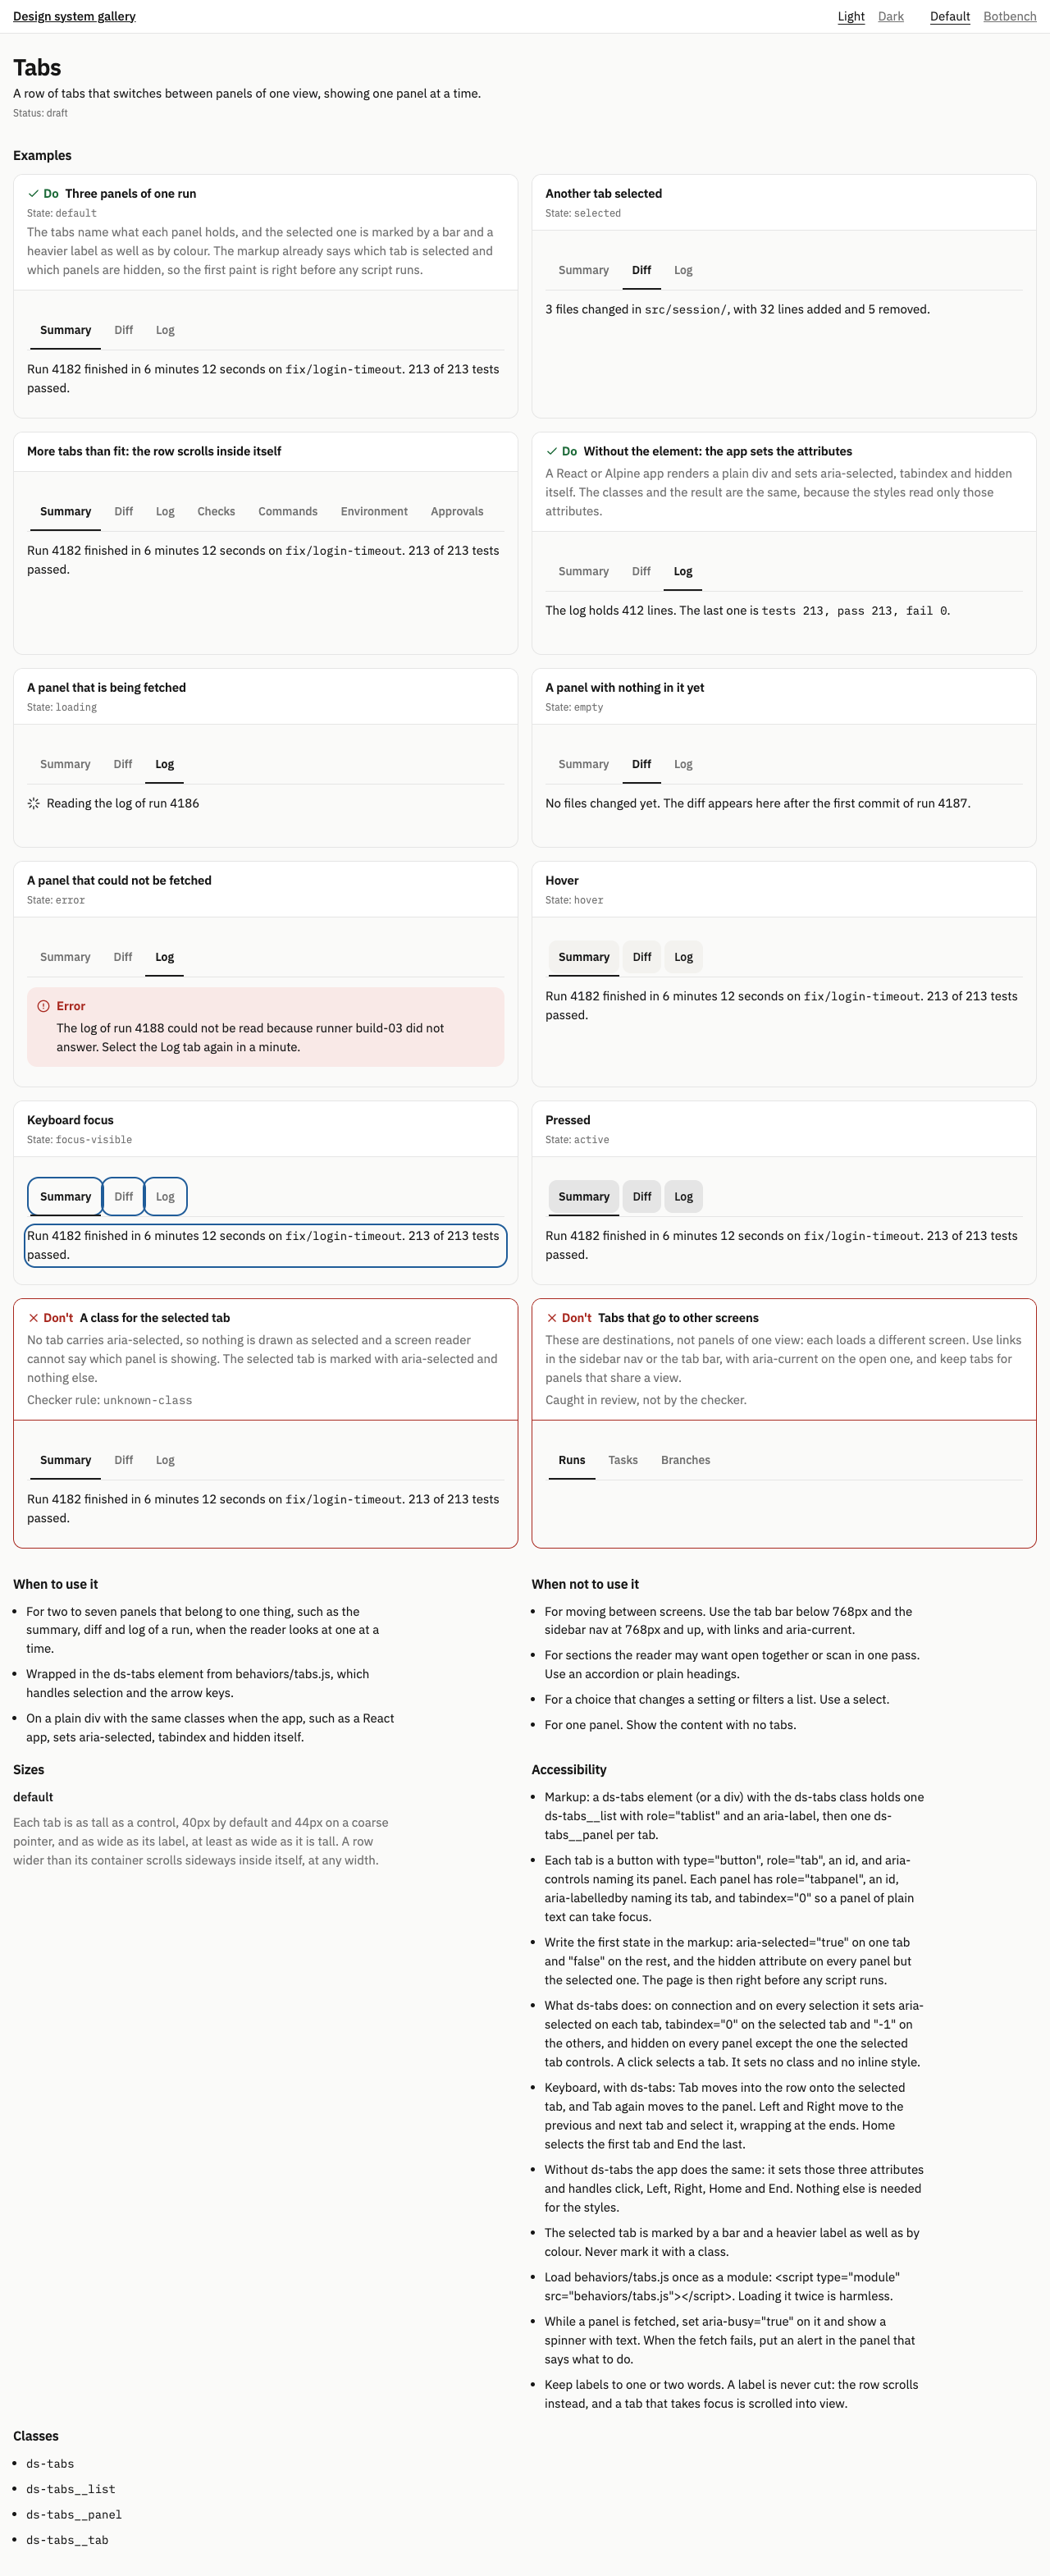 Design system gallery
Light Dark Default Botbench
Tabs
A row of tabs that switches between panels of one view, showing one panel at a time.
Status: draft
Examples
Do Three panels of one run
State: default
The tabs name what each panel holds, and the selected one is marked by a bar and a
heavier label as well as by colour. The markup already says which tab is selected and
which panels are hidden, so the first paint is right before any script runs.
Summary Diff Log
Run 4182 finished in 6 minutes 12 seconds on fix/login-timeout. 213 of 213 tests
passed.
Another tab selected
State: selected
Summary Diff Log
3 files changed in src/session/, with 32 lines added and 5 removed.
More tabs than fit: the row scrolls inside itself
Summary Diff Log Checks Commands Environment Approvals
Run 4182 finished in 6 minutes 12 seconds on fix/login-timeout. 213 of 213 tests
passed.
Do Without the element: the app sets the attributes
A React or Alpine app renders a plain div and sets aria-selected, tabindex and hidden
itself. The classes and the result are the same, because the styles read only those
attributes.
Summary Diff Log
The log holds 412 lines. The last one is tests 213, pass 213, fail 0.
A panel that is being fetched
State: loading
Summary Diff Log
Reading the log of run 4186
A panel with nothing in it yet
State: empty
Summary Diff Log
No files changed yet. The diff appears here after the first commit of run 4187.
A panel that could not be fetched
State: error
Summary Diff Log
Error
The log of run 4188 could not be read because runner build-03 did not
answer. Select the Log tab again in a minute.
Hover
State: hover
Summary Diff Log
Run 4182 finished in 6 minutes 12 seconds on fix/login-timeout. 213 of 213 tests
passed.
Keyboard focus
State: focus-visible
Summary Diff Log
Run 4182 finished in 6 minutes 12 seconds on fix/login-timeout. 213 of 213 tests
passed.
Pressed
State: active
Summary Diff Log
Run 4182 finished in 6 minutes 12 seconds on fix/login-timeout. 213 of 213 tests
passed.
Don't A class for the selected tab
No tab carries aria-selected, so nothing is drawn as selected and a screen reader
cannot say which panel is showing. The selected tab is marked with aria-selected and
nothing else.
Checker rule: unknown-class
Summary Diff Log
Run 4182 finished in 6 minutes 12 seconds on fix/login-timeout. 213 of 213 tests
passed.
Don't Tabs that go to other screens
These are destinations, not panels of one view: each loads a different screen. Use links
in the sidebar nav or the tab bar, with aria-current on the open one, and keep tabs for
panels that share a view.
Caught in review, not by the checker.
Runs Tasks Branches
When to use it
• For two to seven panels that belong to one thing, such as the
summary, diff and log of a run, when the reader looks at one at a
time.
• Wrapped in the ds-tabs element from behaviors/tabs.js, which
handles selection and the arrow keys.
• On a plain div with the same classes when the app, such as a React
app, sets aria-selected, tabindex and hidden itself.
When not to use it
• For moving between screens. Use the tab bar below 768px and the
sidebar nav at 768px and up, with links and aria-current.
• For sections the reader may want open together or scan in one pass.
Use an accordion or plain headings.
• For a choice that changes a setting or filters a list. Use a select.
• For one panel. Show the content with no tabs.
Sizes
default
Each tab is as tall as a control, 40px by default and 44px on a coarse
pointer, and as wide as its label, at least as wide as it is tall. A row
wider than its container scrolls sideways inside itself, at any width.
Accessibility
• Markup: a ds-tabs element (or a div) with the ds-tabs class holds one
ds-tabs__list with role="tablist" and an aria-label, then one ds-
tabs__panel per tab.
• Each tab is a button with type="button", role="tab", an id, and aria-
controls naming its panel. Each panel has role="tabpanel", an id,
aria-labelledby naming its tab, and tabindex="0" so a panel of plain
text can take focus.
• Write the first state in the markup: aria-selected="true" on one tab
and "false" on the rest, and the hidden attribute on every panel but
the selected one. The page is then right before any script runs.
• What ds-tabs does: on connection and on every selection it sets aria-
selected on each tab, tabindex="0" on the selected tab and "-1" on
the others, and hidden on every panel except the one the selected
tab controls. A click selects a tab. It sets no class and no inline style.
• Keyboard, with ds-tabs: Tab moves into the row onto the selected
tab, and Tab again moves to the panel. Left and Right move to the
previous and next tab and select it, wrapping at the ends. Home
selects the first tab and End the last.
• Without ds-tabs the app does the same: it sets those three attributes
and handles click, Left, Right, Home and End. Nothing else is needed
for the styles.
• The selected tab is marked by a bar and a heavier label as well as by
colour. Never mark it with a class.
• Load behaviors/tabs.js once as a module: <script type="module"
src="behaviors/tabs.js"></script>. Loading it twice is harmless.
• While a panel is fetched, set aria-busy="true" on it and show a
spinner with text. When the fetch fails, put an alert in the panel that
says what to do.
• Keep labels to one or two words. A label is never cut: the row scrolls
instead, and a tab that takes focus is scrolled into view.
Classes
• ds-tabs
• ds-tabs__list
• ds-tabs__panel
• ds-tabs__tab